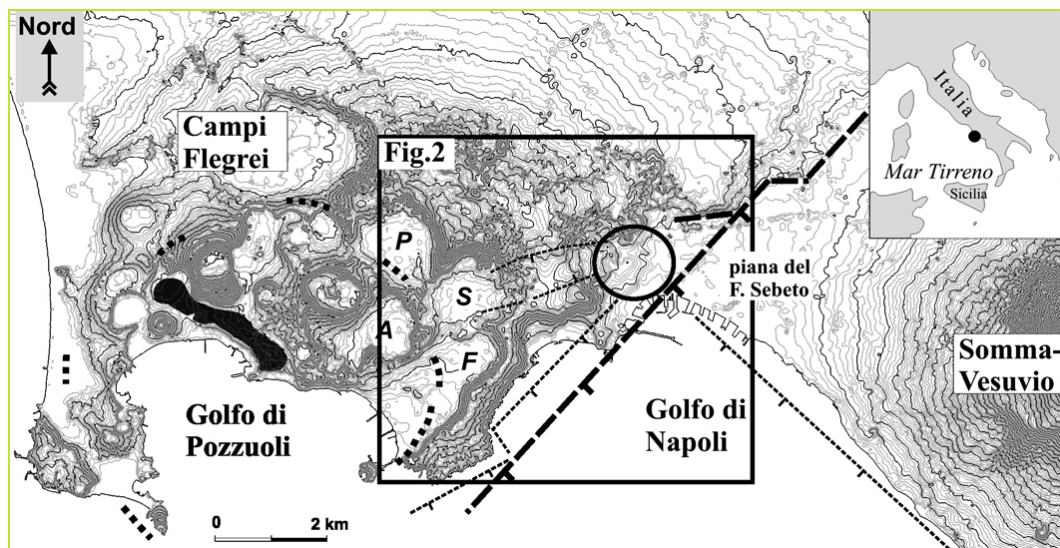 Nord
Campi
Flegrei
Fig.2
P
S
A
F
piana del
F. Sebeto
Somma-
Vesuvio
Golfo di
Pozzuoli
Golfo di
Napoli
0 2 km
Italia
Mar Tirreno
Sicilia